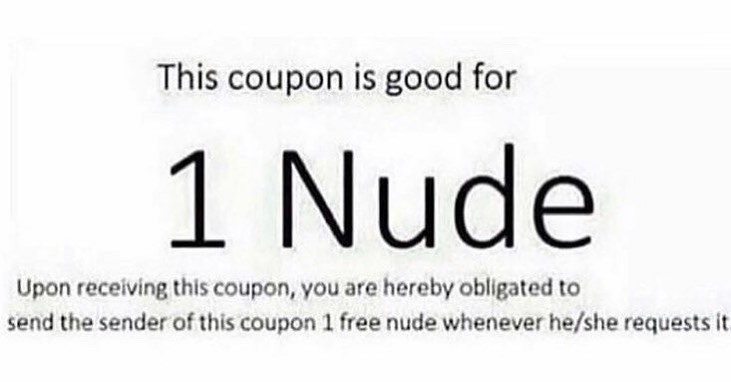 This coupon is good for
1 Nude
Upon receiving this coupon, you are hereby obligated to
send the sender of this coupon 1 free nude whenever he/she requests it